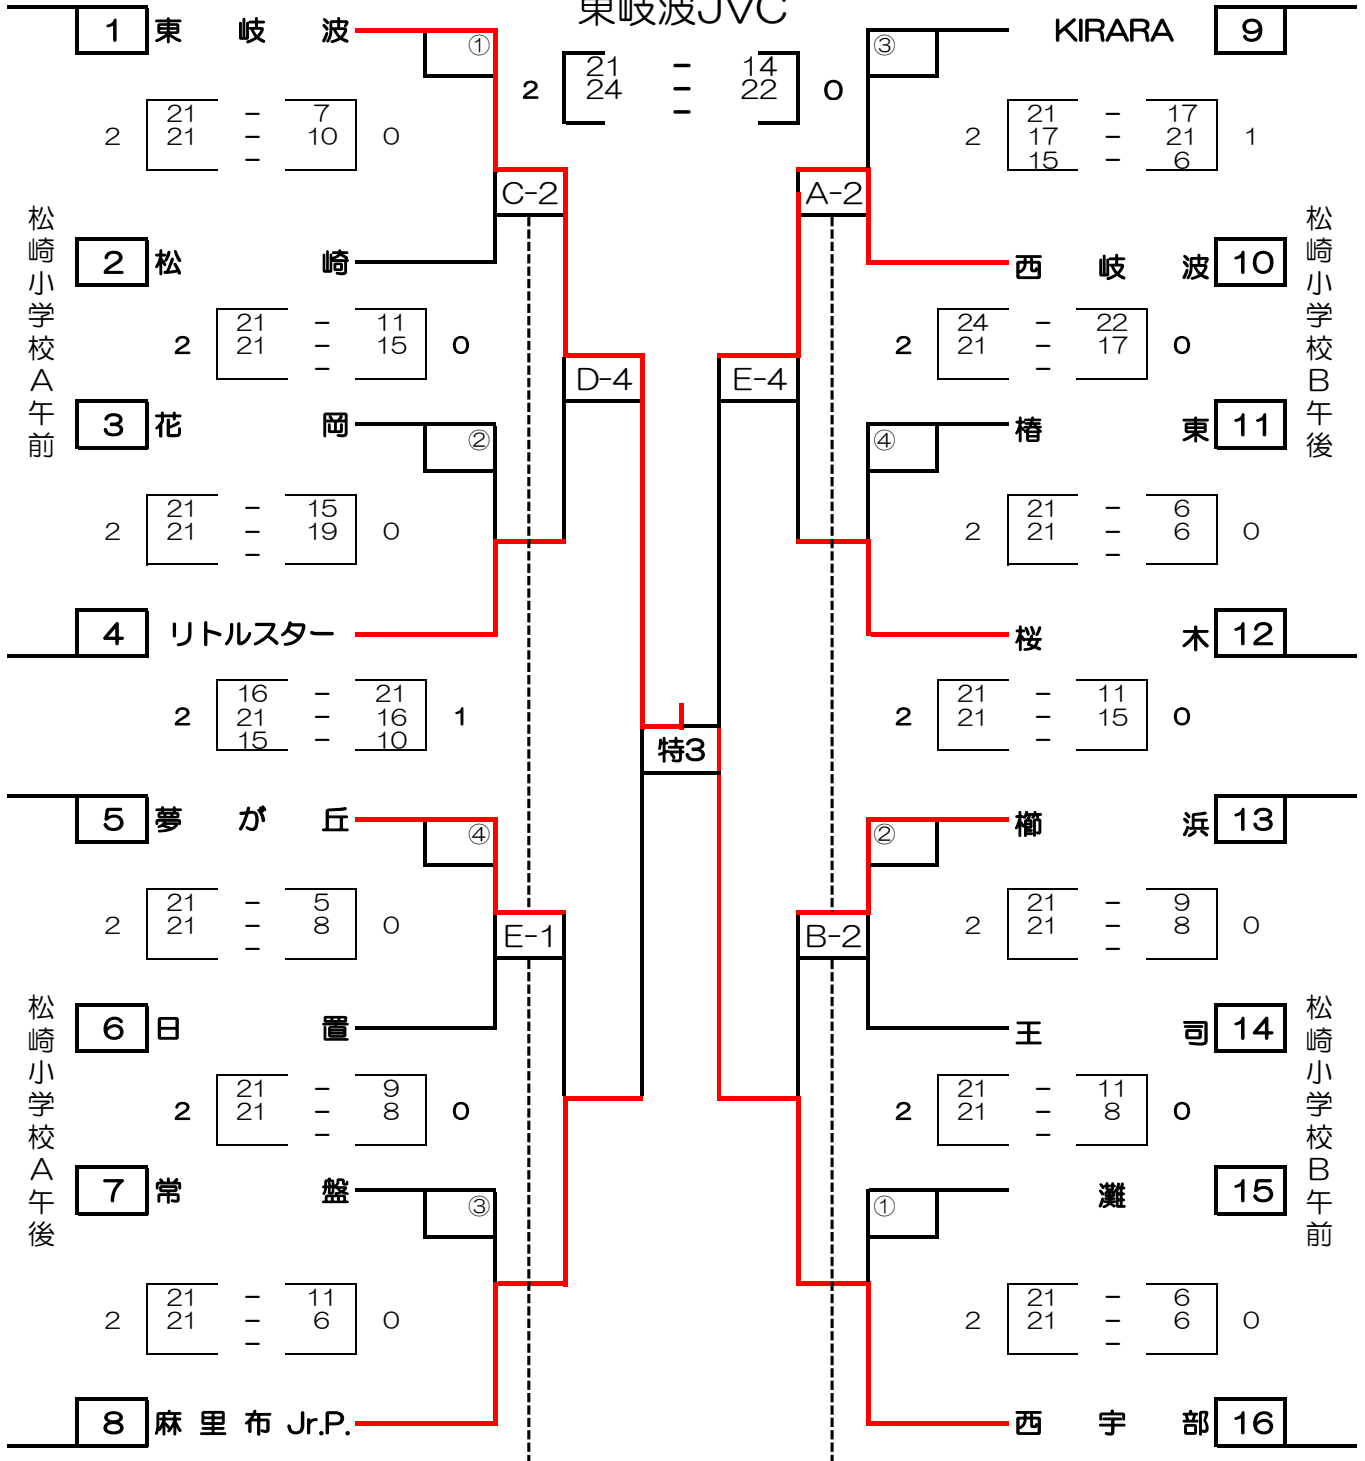 東岐波JVC
2 21 - 14 0
24 - 22
-
1 東岐波 ①
2 21 - 7 0
21 - 10
-
C-2
松崎小学校A午前
2 松崎
2 21 - 11 0
21 - 15
-
D-4
3 花岡 ②
2 21 - 15 0
21 - 19
-
4 リトルスター
2 16 - 21 1
21 - 16
15 - 10
特3
5 夢が丘 ④
2 21 - 5 0
21 - 8
-
E-1
松崎小学校A午後
6 日置
2 21 - 9 0
21 - 8
-
7 常盤 ③
2 21 - 11 0
21 - 6
-
8 麻里布Jr.P.
③ KIRARA 9
2 21 - 17 1
17 - 21
15 - 6
A-2
松崎小学校B午後
西岐波 10
2 24 - 22 0
21 - 17
-
E-4
④ 椿東 11
2 21 - 6 0
21 - 6
-
桜木 12
2 21 - 11 0
21 - 15
-
② 櫛浜 13
2 21 - 9 0
21 - 8
-
B-2
松崎小学校B午前
王司 14
2 21 - 11 0
21 - 8
-
① 灘 15
2 21 - 6 0
21 - 6
-
西宇部 16